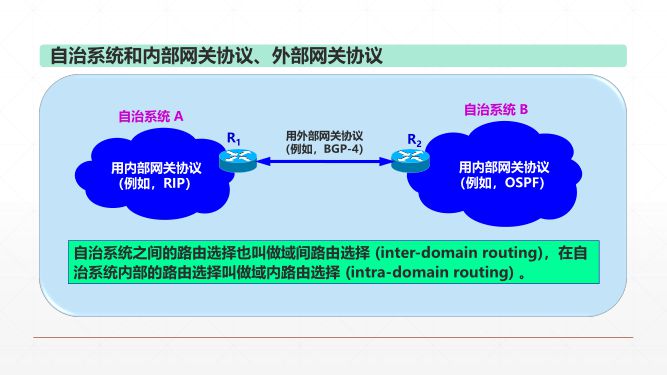 自治系统和内部网关协议、外部网关协议
自治系统 A
自治系统 B
R1
用外部网关协议
（例如，BGP-4）
R2
用内部网关协议
（例如，RIP）
用内部网关协议
（例如，OSPF）
自治系统之间的路由选择也叫做域间路由选择 (inter-domain routing)，在自
治系统内部的路由选择叫做域内路由选择 (intra-domain routing) 。